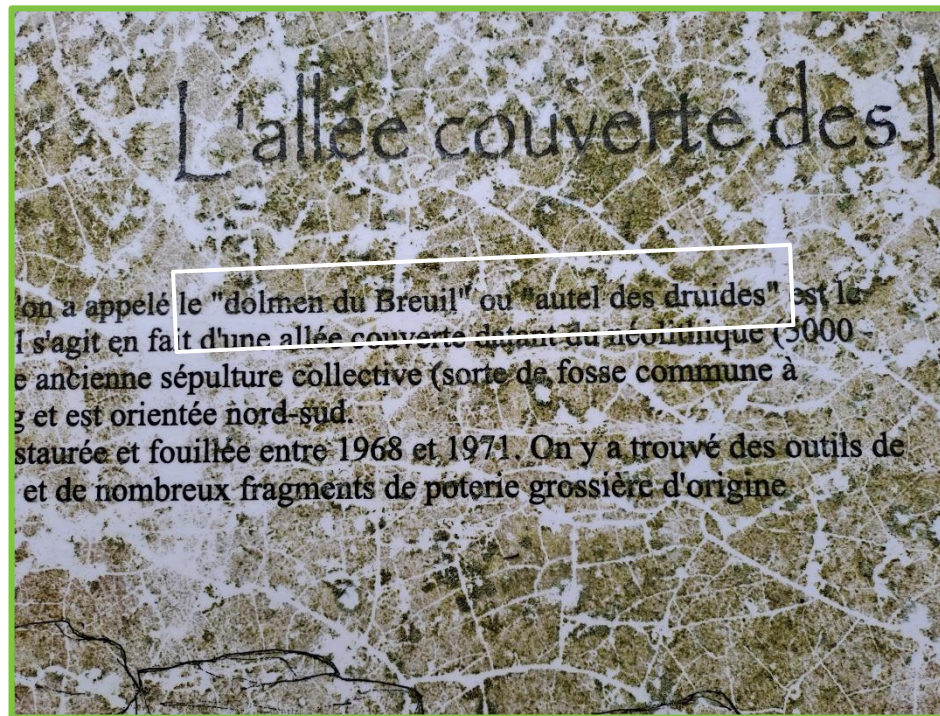 L'allée couverte des
on a appelé le "dolmen du Breuil" ou "autel des druides" est le
s'agit en fait d'une allée couverte datant du néolithique (5000 -
ancienne sépulture collective (sorte de fosse commune à
et est orientée nord-sud.
staurée et fouillée entre 1968 et 1971. On y a trouvé des outils de
et de nombreux fragments de poterie grossière d'origine